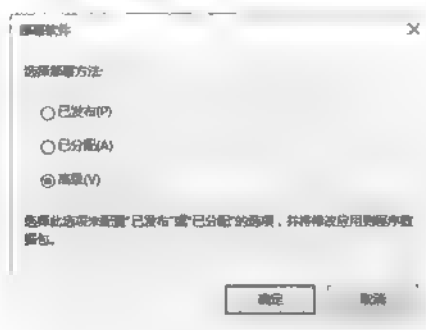 部署软件
选择部署方法:
已发布(P)
已分配(A)
高级(V)
选择此选项来配置"已发布"或"已分配"的选项，并将修改应用到程序数
据包。
确定
取消